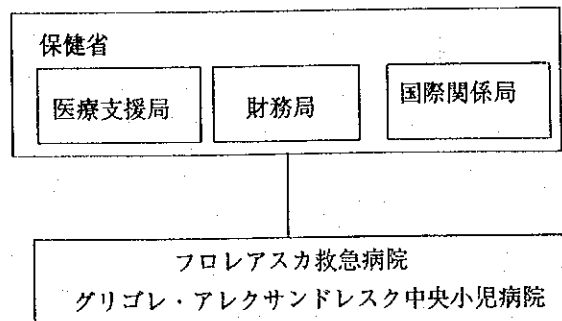 保健省
医療支援局
財務局
国際関係局
フロレアスカ救急病院
グリゴレ・アレクサンドレスク中央小児病院